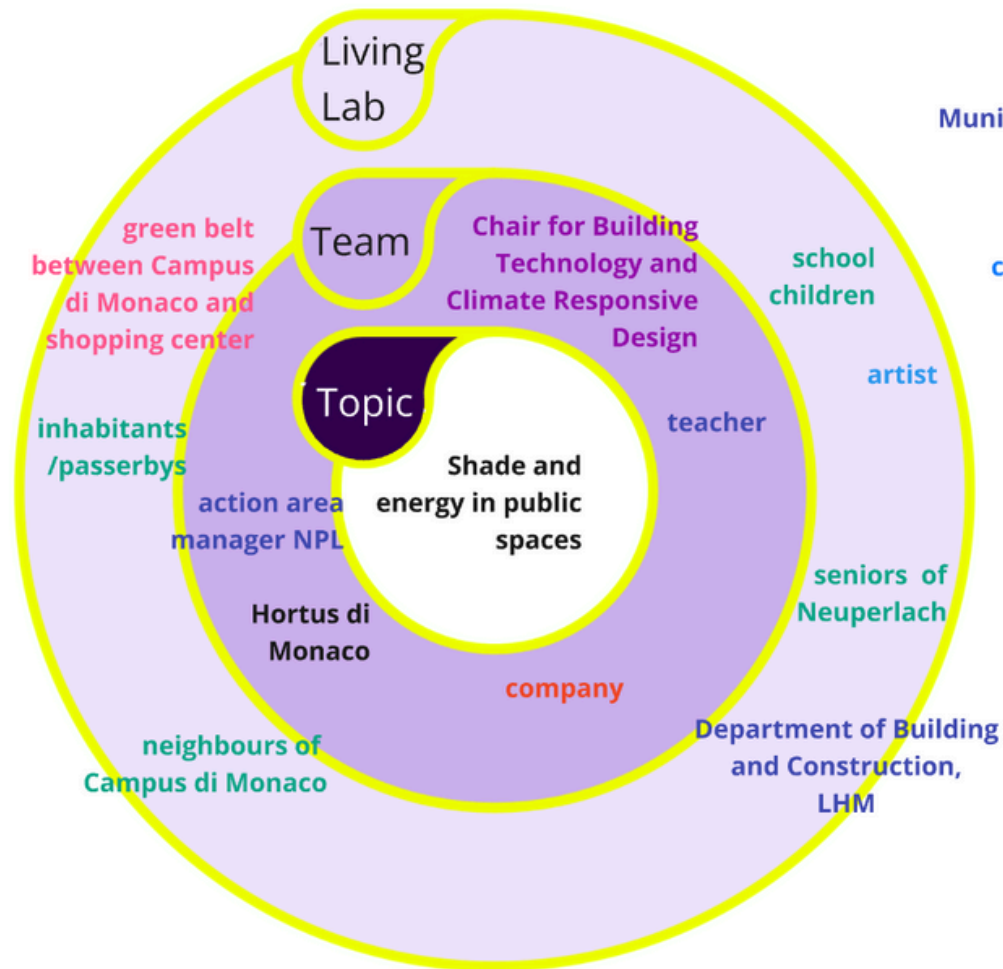 Living
Lab
Team
Topic
Shade and
energy in public
spaces
Chair for Building
Technology and
Climate Responsive
Design
teacher
company
Hortus di
Monaco
action area
manager NPL
green belt
between Campus
di Monaco and
shopping center
inhabitants
/passerbys
neighbours of
Campus di Monaco
school
children
artist
seniors of
Neuperlach
Department of Building
and Construction,
LHM